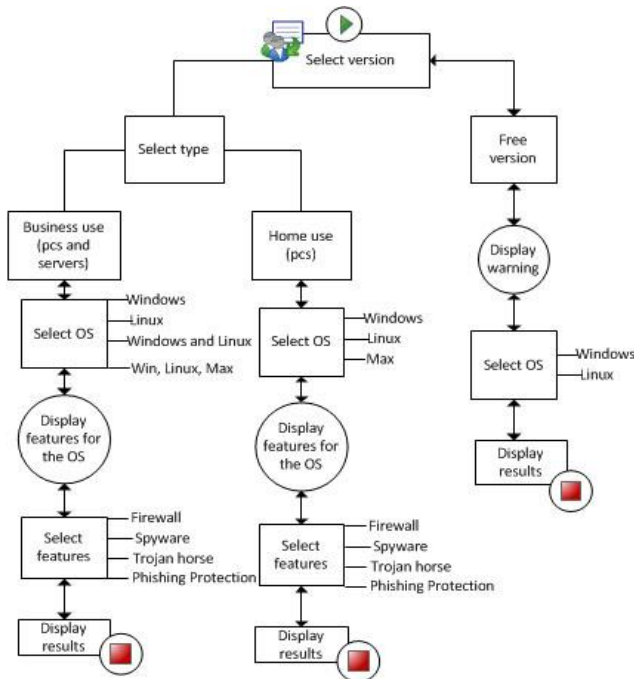 Select version
Select type
Free
version
Business use
(pcs and
servers)
Home use
(pcs)
Display
warning
Select OS
Windows
Linux
Windows and Linux
Win, Linux, Max
Select OS
Windows
Linux
Max
Select OS
Windows
Linux
Display
features for
the OS
Display
features for
the OS
Display
results
Select
features
Firewall
Spyware
Trojan horse
Phishing Protection
Select
features
Firewall
Spyware
Trojan horse
Phishing Protection
Display
results
Display
results